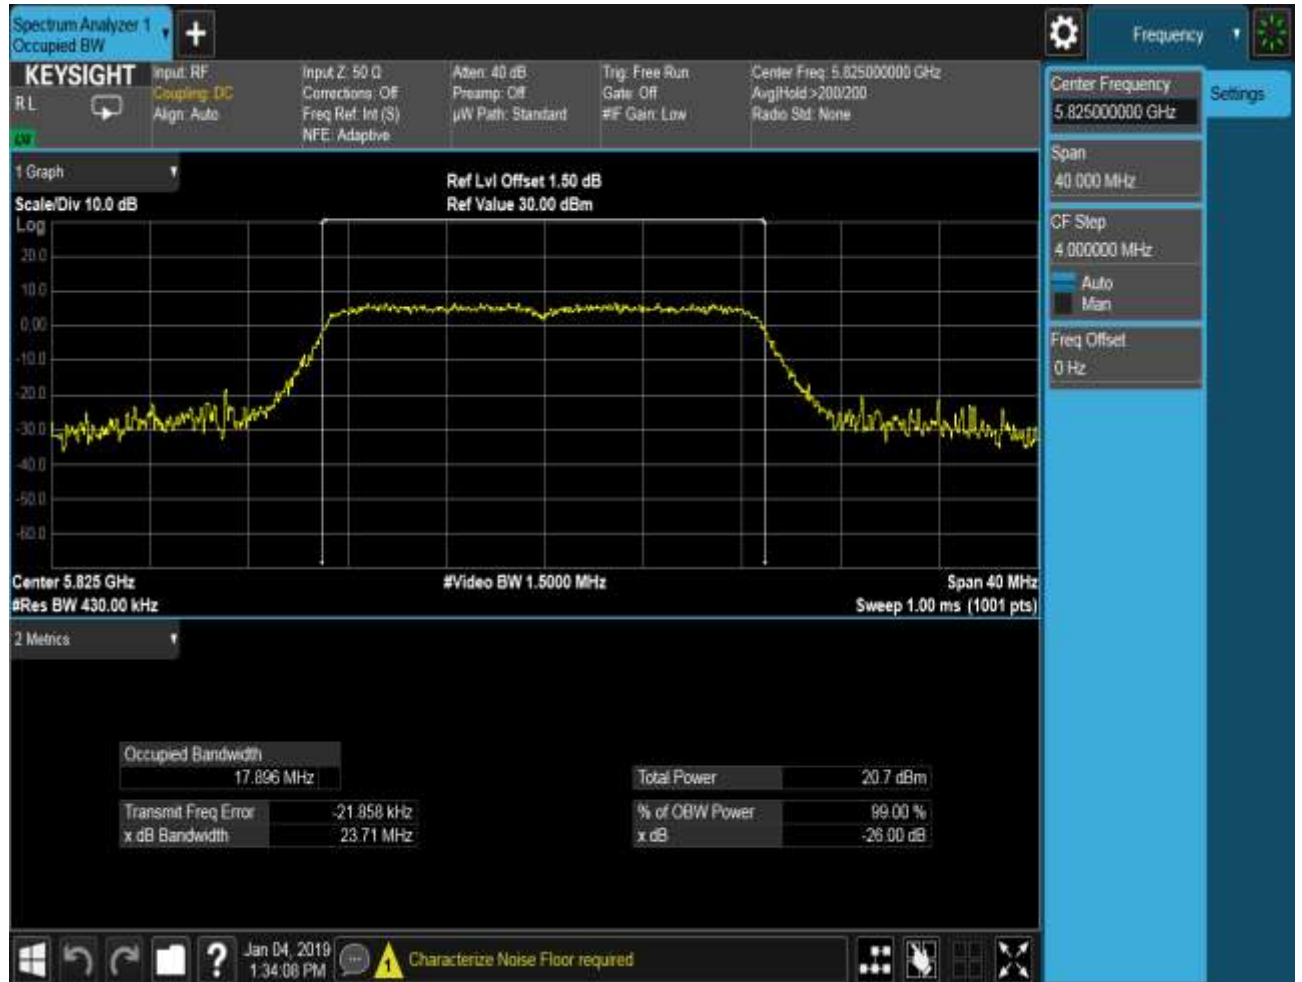 Spectrum Analyzer 1
Occupied BW
+
Frequency
KEYSIGHT
R L
Input: RF
Coupling: DC
Align: Auto
Input Z: 50 Ω
Corrections: Off
Freq Ref: Int (S)
NFE: Adaptive
Atten: 40 dB
Preamp: Off
µW Path: Standard
Trig: Free Run
Gate: Off
#IF Gain: Low
Center Freq: 5.825000000 GHz
Avg|Hold:>200/200
Radio Std: None
Center Frequency
5.825000000 GHz
Settings
Span
40.000 MHz
CF Step
4.000000 MHz
Auto
Man
Freq Offset
0 Hz
1 Graph
Scale/Div 10.0 dB
Ref Lvl Offset 1.50 dB
Ref Value 30.00 dBm
Log
20.0
10.0
0.00
-10.0
-20.0
-30.0
-40.0
-50.0
-60.0
Center 5.825 GHz
#Video BW 1.5000 MHz
Span 40 MHz
#Res BW 430.00 kHz
Sweep 1.00 ms (1001 pts)
2 Metrics
Occupied Bandwidth
17.896 MHz
Total Power 20.7 dBm
Transmit Freq Error -21.858 kHz
% of OBW Power 99.00 %
x dB Bandwidth 23.71 MHz
x dB -26.00 dB
?
Jan 04, 2019
1:34:08 PM
1
Characterize Noise Floor required